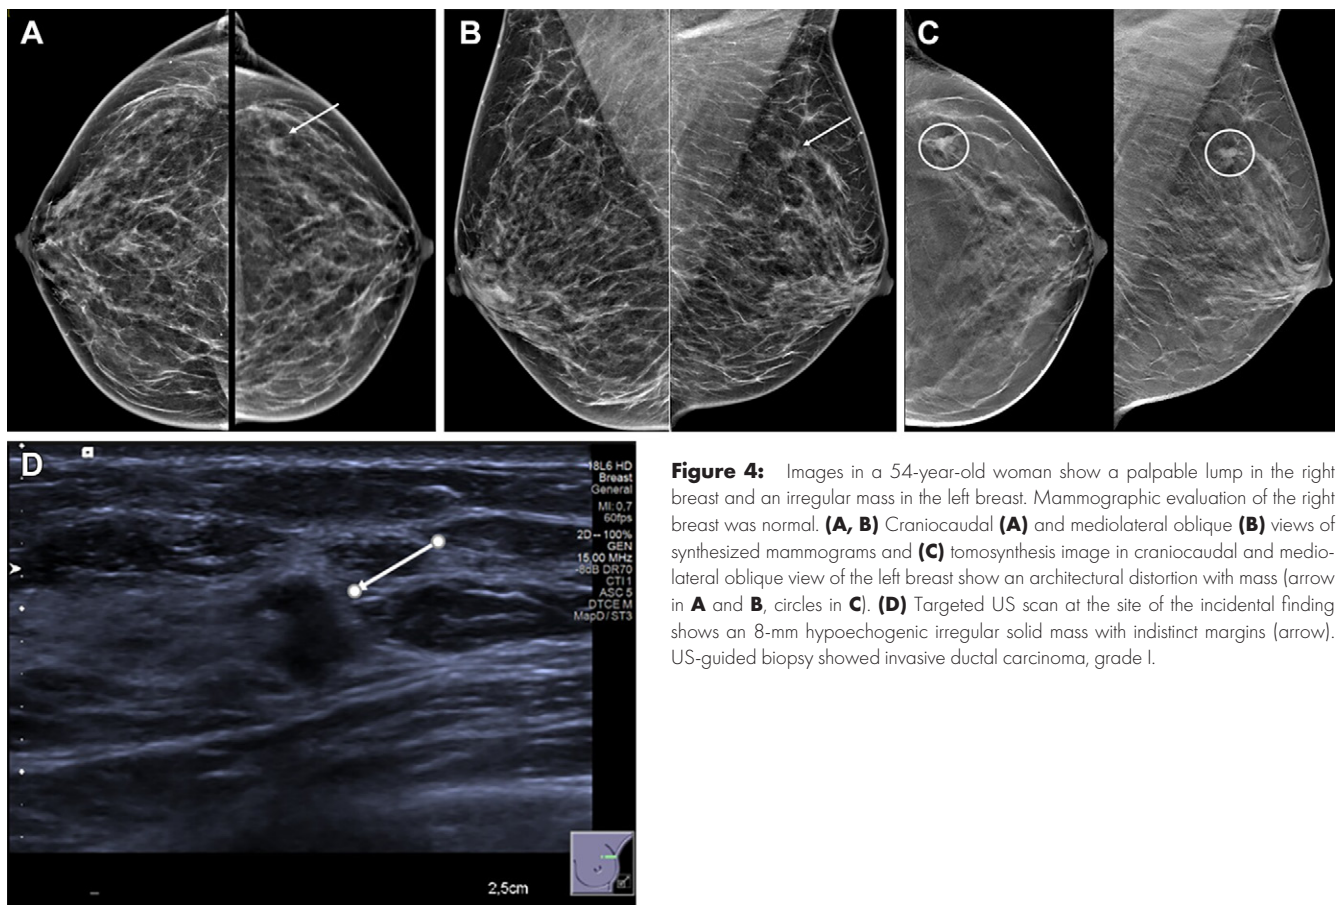 A
B
C
D
18L6 HD
Breast
General
MI: 0,7
60fps
2D – 100%
GEN
15,00 MHz
-8dB DR70
CTI 1
ASC 5
DTCE M
MapD / ST3
2,5cm
Figure 4: Images in a 54-year-old woman show a palpable lump in the right
breast and an irregular mass in the left breast. Mammographic evaluation of the right
breast was normal. (A, B) Craniocaudal (A) and mediolateral oblique (B) views of
synthesized mammograms and (C) tomosynthesis image in craniocaudal and medio-
lateral oblique view of the left breast show an architectural distortion with mass (arrow
in A and B, circles in C). (D) Targeted US scan at the site of the incidental finding
shows an 8-mm hypoechogenic irregular solid mass with indistinct margins (arrow).
US-guided biopsy showed invasive ductal carcinoma, grade I.